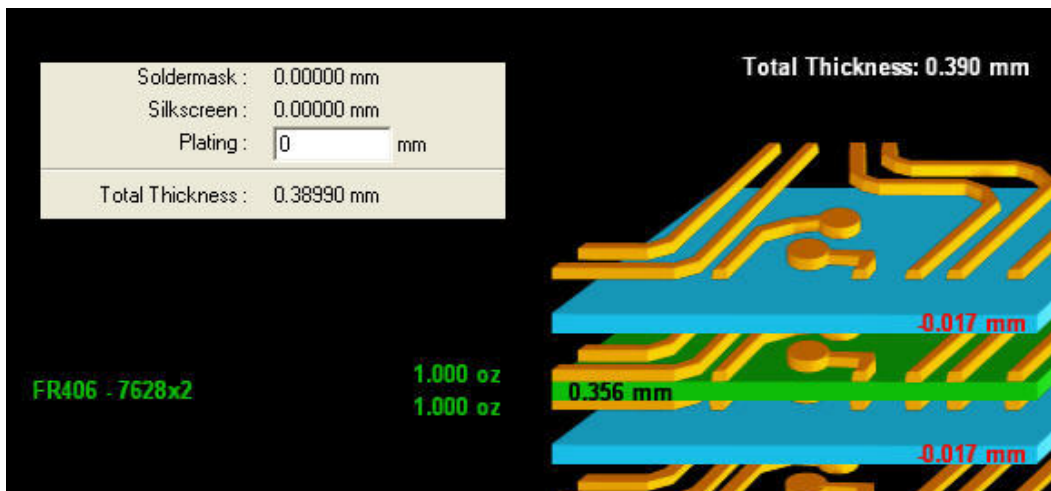 Soldermask : 0.00000 mm
Silkscreen : 0.00000 mm
Plating : 0 mm
Total Thickness : 0.38990 mm
Total Thickness: 0.390 mm
-0.017 mm
FR406 - 7628x2
1.000 oz
1.000 oz
0.356 mm
-0.017 mm